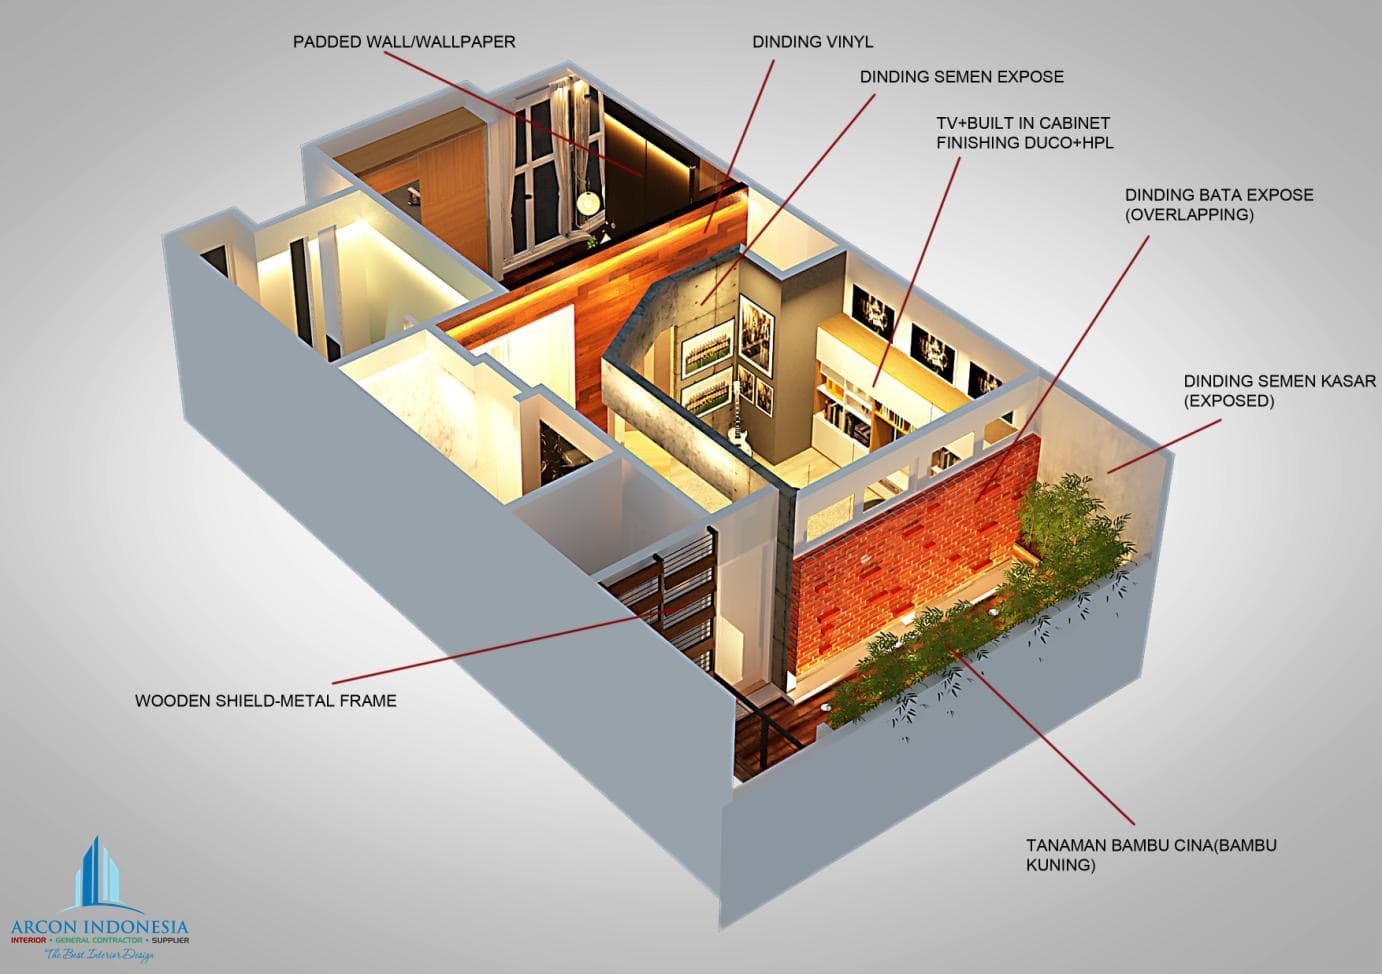 PADDED WALL/WALLPAPER
DINDING VINYL
DINDING SEMEN EXPOSE
TV+BUILT IN CABINET
FINISHING DUCO+HPL
DINDING BATA EXPOSE
(OVERLAPPING)
DINDING SEMEN KASAR
(EXPOSED)
WOODEN SHIELD-METAL FRAME
TANAMAN BAMBU CINA(BAMBU
KUNING)
ARCON INDONESIA
INTERIOR • GENERAL CONTRACTOR • SUPPLIER
"The Best Interior Design